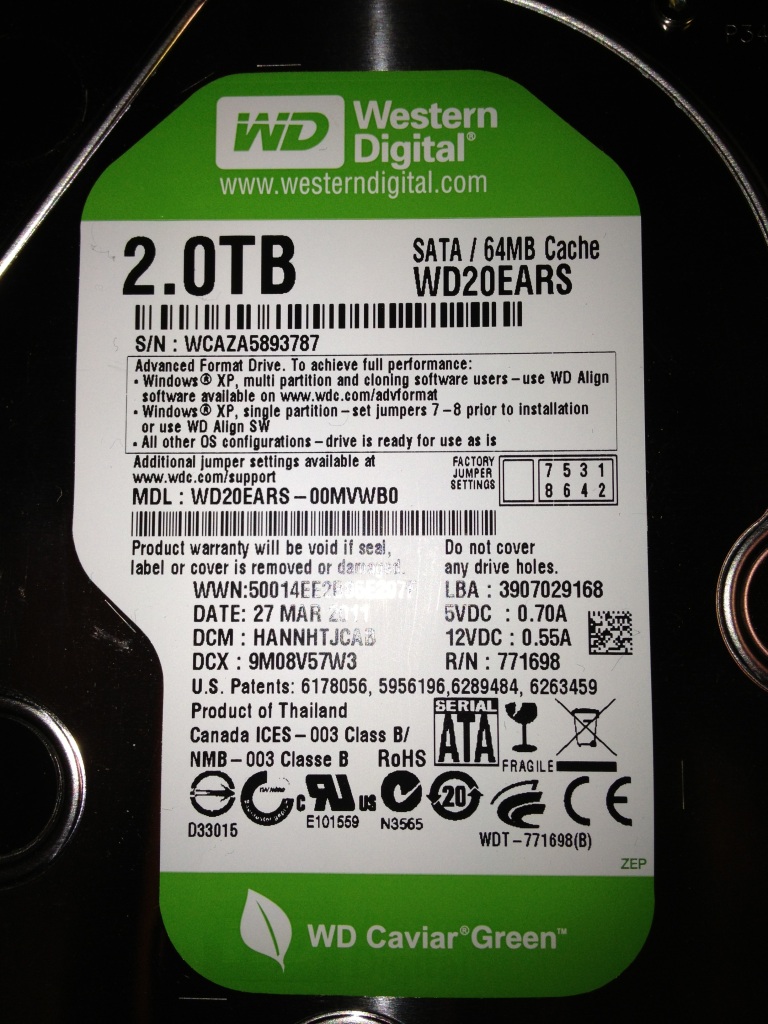 WD Western
Digital®
www.westerndigital.com
2.0TB
SATA / 64MB Cache
WD20EARS
S/N : WCAZA5893787
Advanced Format Drive. To achieve full performance:
• Windows® XP, multi partition and cloning software users – use WD Align
software available on www.wdc.com/advformat
• Windows® XP, single partition – set jumpers 7 – 8 prior to installation
or use WD Align SW
• All other OS configurations – drive is ready for use as is
Additional jumper settings available at
www.wdc.com/support
FACTORY
JUMPER
SETTINGS
7 5 3 1
8 6 4 2
MDL : WD20EARS – 00MVWB0
Product warranty will be void if seal,
label or cover is removed or damaged.
Do not cover
any drive holes.
LBA : 3907029168
DATE: 27 MAR 2011
5VDC : 0.70A
DCM : HANNHTJCAB
12VDC : 0.55A
DCX : 9M08V57W3
R/N : 771698
U.S. Patents: 6178056, 5956196,6289484, 6263459
Product of Thailand
Canada ICES – 003 Class B/
NMB – 003 Classe B
RoHS
SERIAL
ATA
FRAGILE
D33015
c UR us
E101559
N3565
20
CE
WDT – 771698(B)
ZEP
WD Caviar® Green™